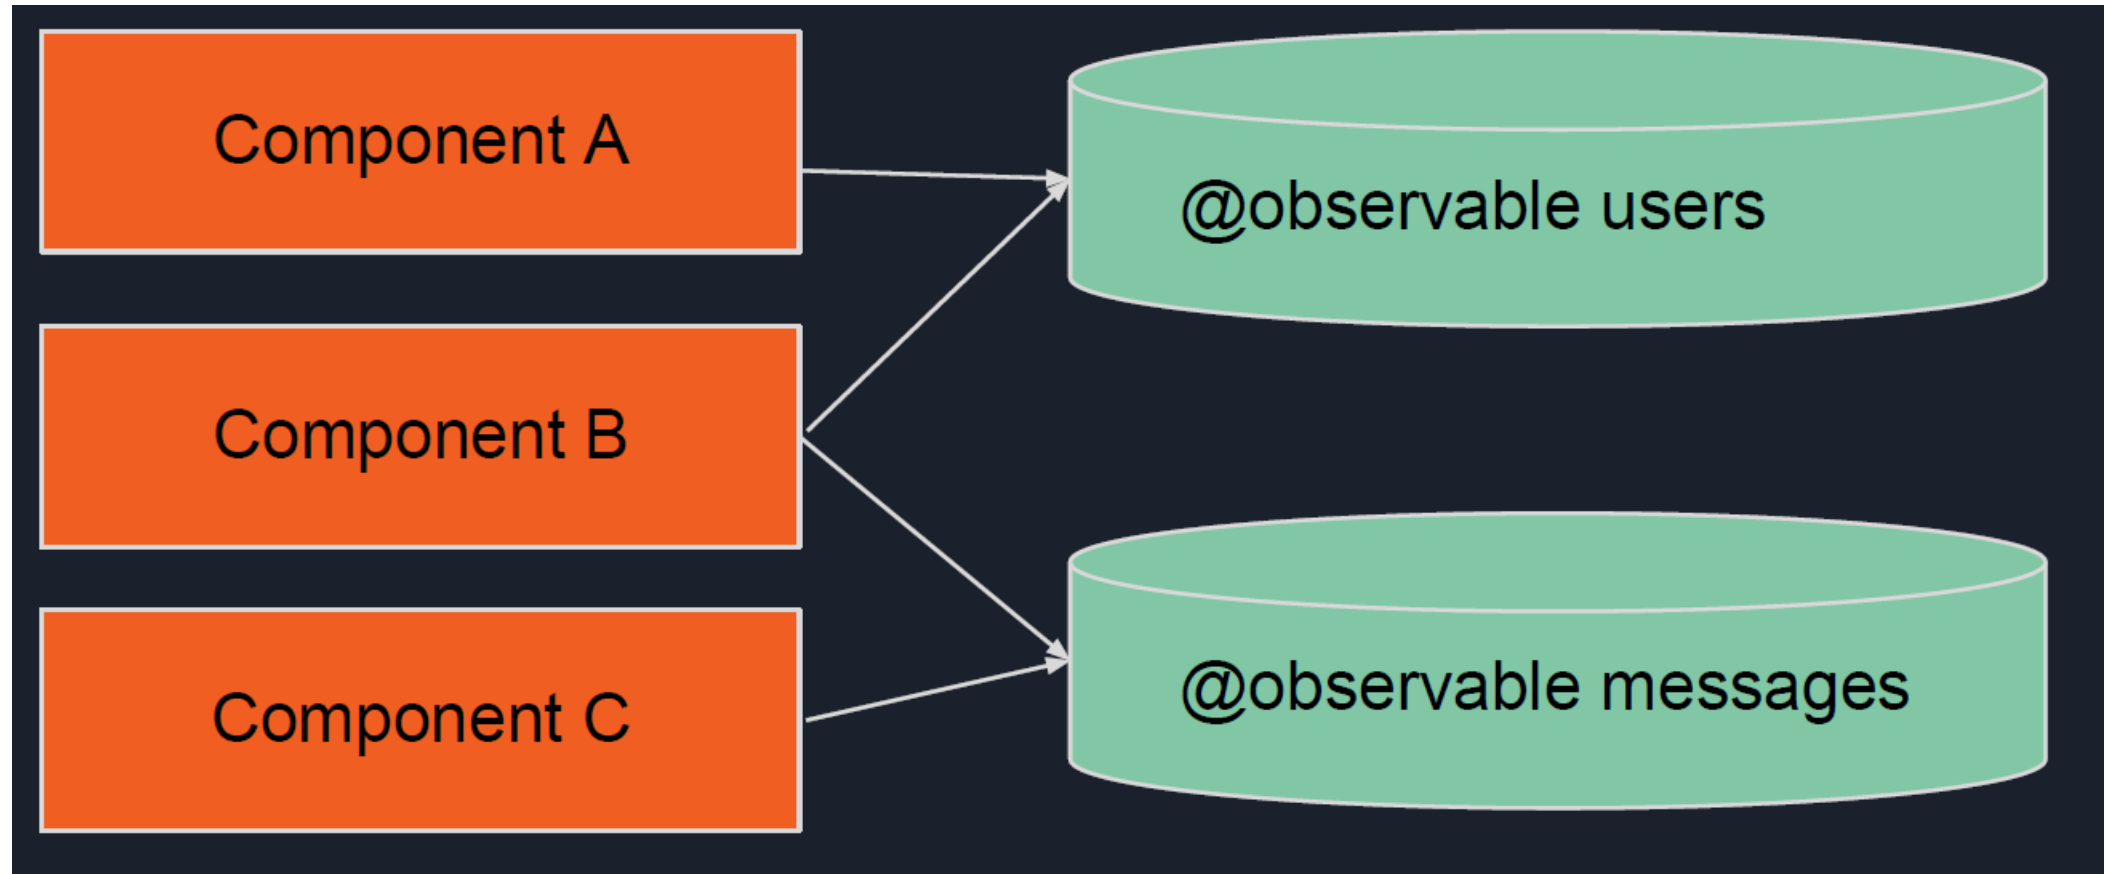 Component A
@observable users
Component B
@observable messages
Component C